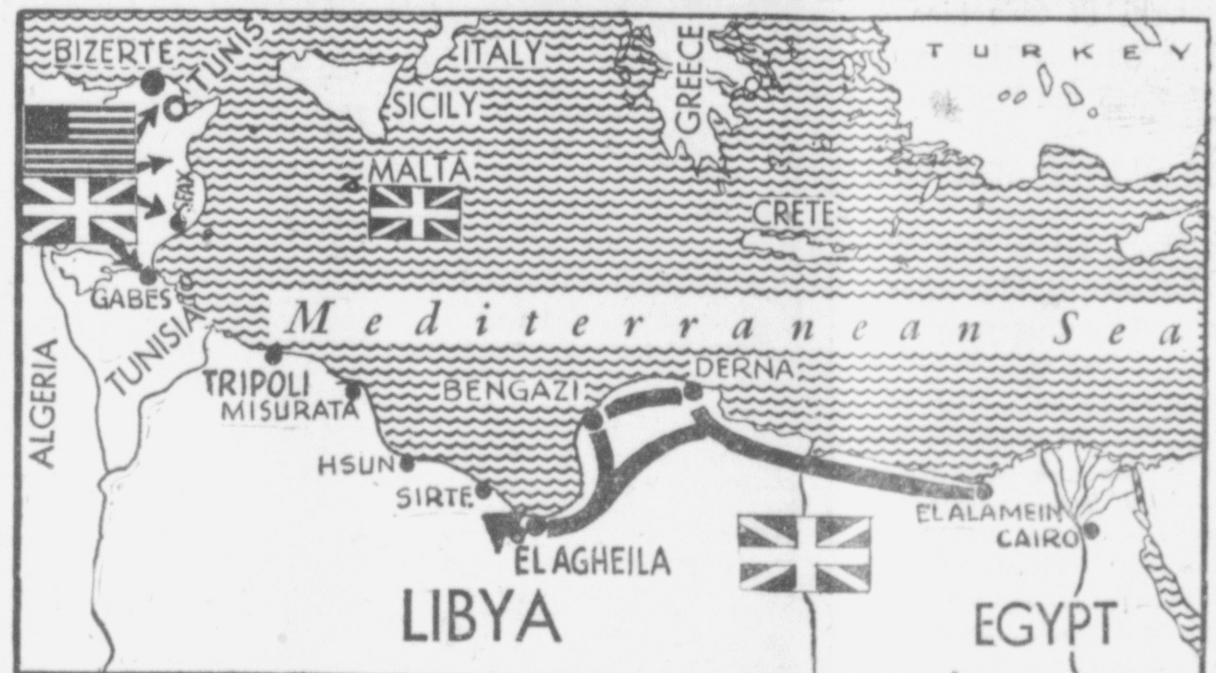 BIZERTE
TUNIS
ITALY
SICILY
GREECE
TURKEY
MALTA
SFAX
CRETE
GABES
Mediterranean Sea
TUNISIA
ALGERIA
TRIPOLI
MISURATA
BENGAZI
DERNA
HSUN
SIRTE
EL AGHEILA
EL ALAMEIN
CAIRO
LIBYA
EGYPT